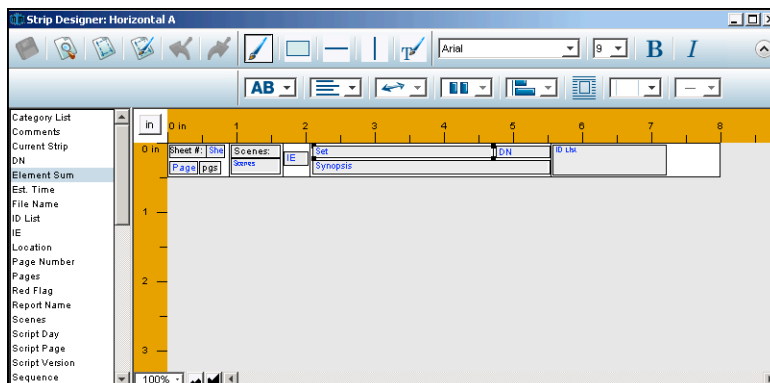 Strip Designer: Horizontal A
Arial 9 B I
T
AB
Category List
Comments
Current Strip
DN
Element Sum
Est. Time
File Name
ID List
IE
Location
Page Number
Pages
Red Flag
Report Name
Scenes
Script Day
Script Page
Script Version
Sequence
in
0 in 1 2 3 4 5 6 7 8
0 in
1
2
3
Sheet #: She Scenes: IE Set DN ID List
Page pgs Scenes Synopsis
100%